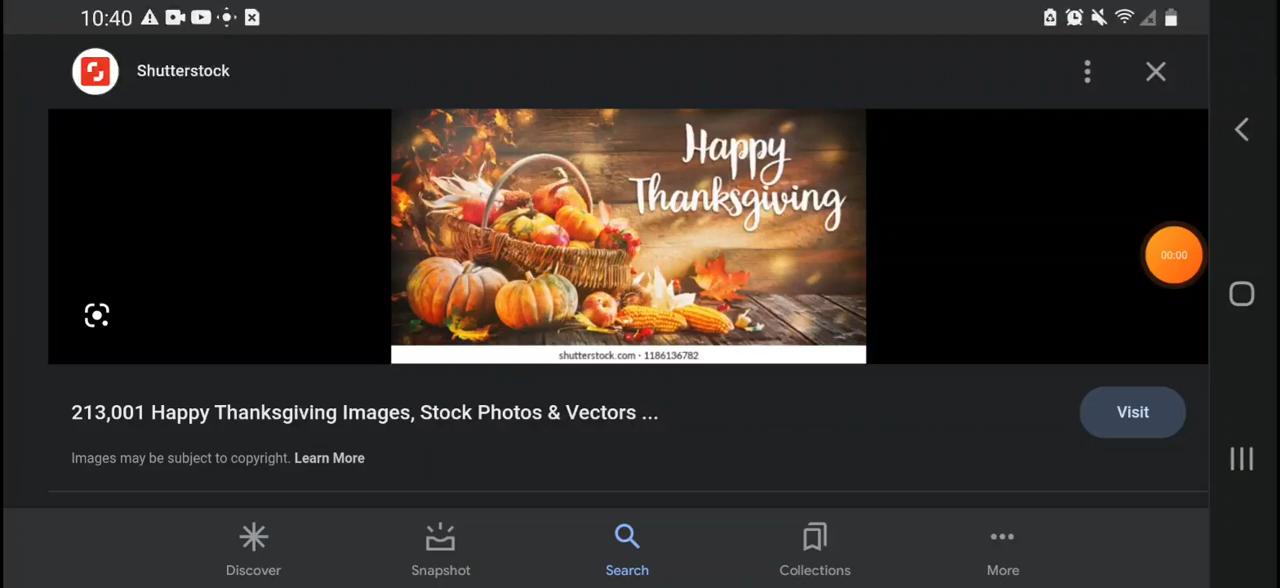 10:40
Shutterstock
Happy
Thanksgiving
00:00
shutterstock.com · 1186136782
213,001 Happy Thanksgiving Images, Stock Photos & Vectors ...
Visit
Images may be subject to copyright. Learn More
Discover
Snapshot
Search
Collections
More